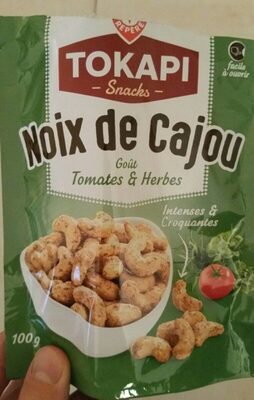 REPÈRE
TOKAPI
Snacks
facile
à ouvrir
Noix de Cajou
Goût
Tomates & Herbes
Intenses &
Croquantes
100g